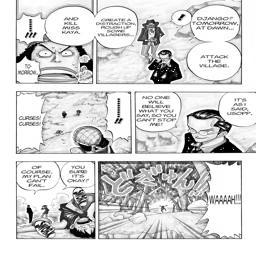 DJANGO?
TOMORROW,
AT
DAWN...
ATTACK
THE
VILLAGE.
CREATE A
DISTRACTION,
ROUGH UP
SOME
VILLAGERS...
AND
KILL
MISS
KAYA.
!!!
TO-
MORROW...
IT'S
AS I
SAID,
USOPP.
NO ONE
WILL BELIEVE
WHAT YOU
SAY, SO YOU
CAN'T STOP
ME!
!!!
CURSES!
CURSES!
WAAAAH!!!
YOU
SURE
IT'S
OKAY?
OF
COURSE,
MY PLAN
CAN'T
FAIL.